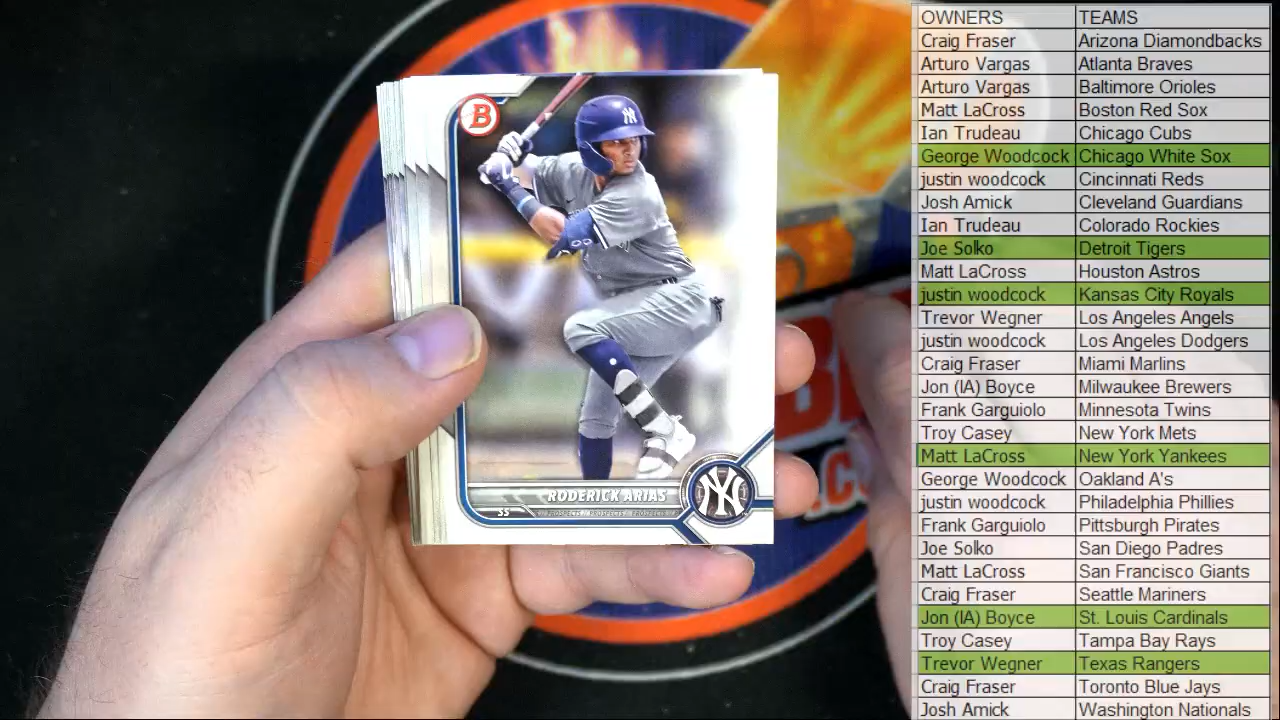 B
NY
RODERICK ARIAS
SS
PROSPECTS // PROSPECTS // PROSPECTS
NY
OWNERS TEAMS
Craig Fraser Arizona Diamondbacks
Arturo Vargas Atlanta Braves
Arturo Vargas Baltimore Orioles
Matt LaCross Boston Red Sox
Ian Trudeau Chicago Cubs
George Woodcock Chicago White Sox
justin woodcock Cincinnati Reds
Josh Amick Cleveland Guardians
Ian Trudeau Colorado Rockies
Joe Solko Detroit Tigers
Matt LaCross Houston Astros
justin woodcock Kansas City Royals
Trevor Wegner Los Angeles Angels
justin woodcock Los Angeles Dodgers
Craig Fraser Miami Marlins
Jon (IA) Boyce Milwaukee Brewers
Frank Garguiolo Minnesota Twins
Troy Casey New York Mets
Matt LaCross New York Yankees
George Woodcock Oakland A's
justin woodcock Philadelphia Phillies
Frank Garguiolo Pittsburgh Pirates
Joe Solko San Diego Padres
Matt LaCross San Francisco Giants
Craig Fraser Seattle Mariners
Jon (IA) Boyce St. Louis Cardinals
Troy Casey Tampa Bay Rays
Trevor Wegner Texas Rangers
Craig Fraser Toronto Blue Jays
Josh Amick Washington Nationals